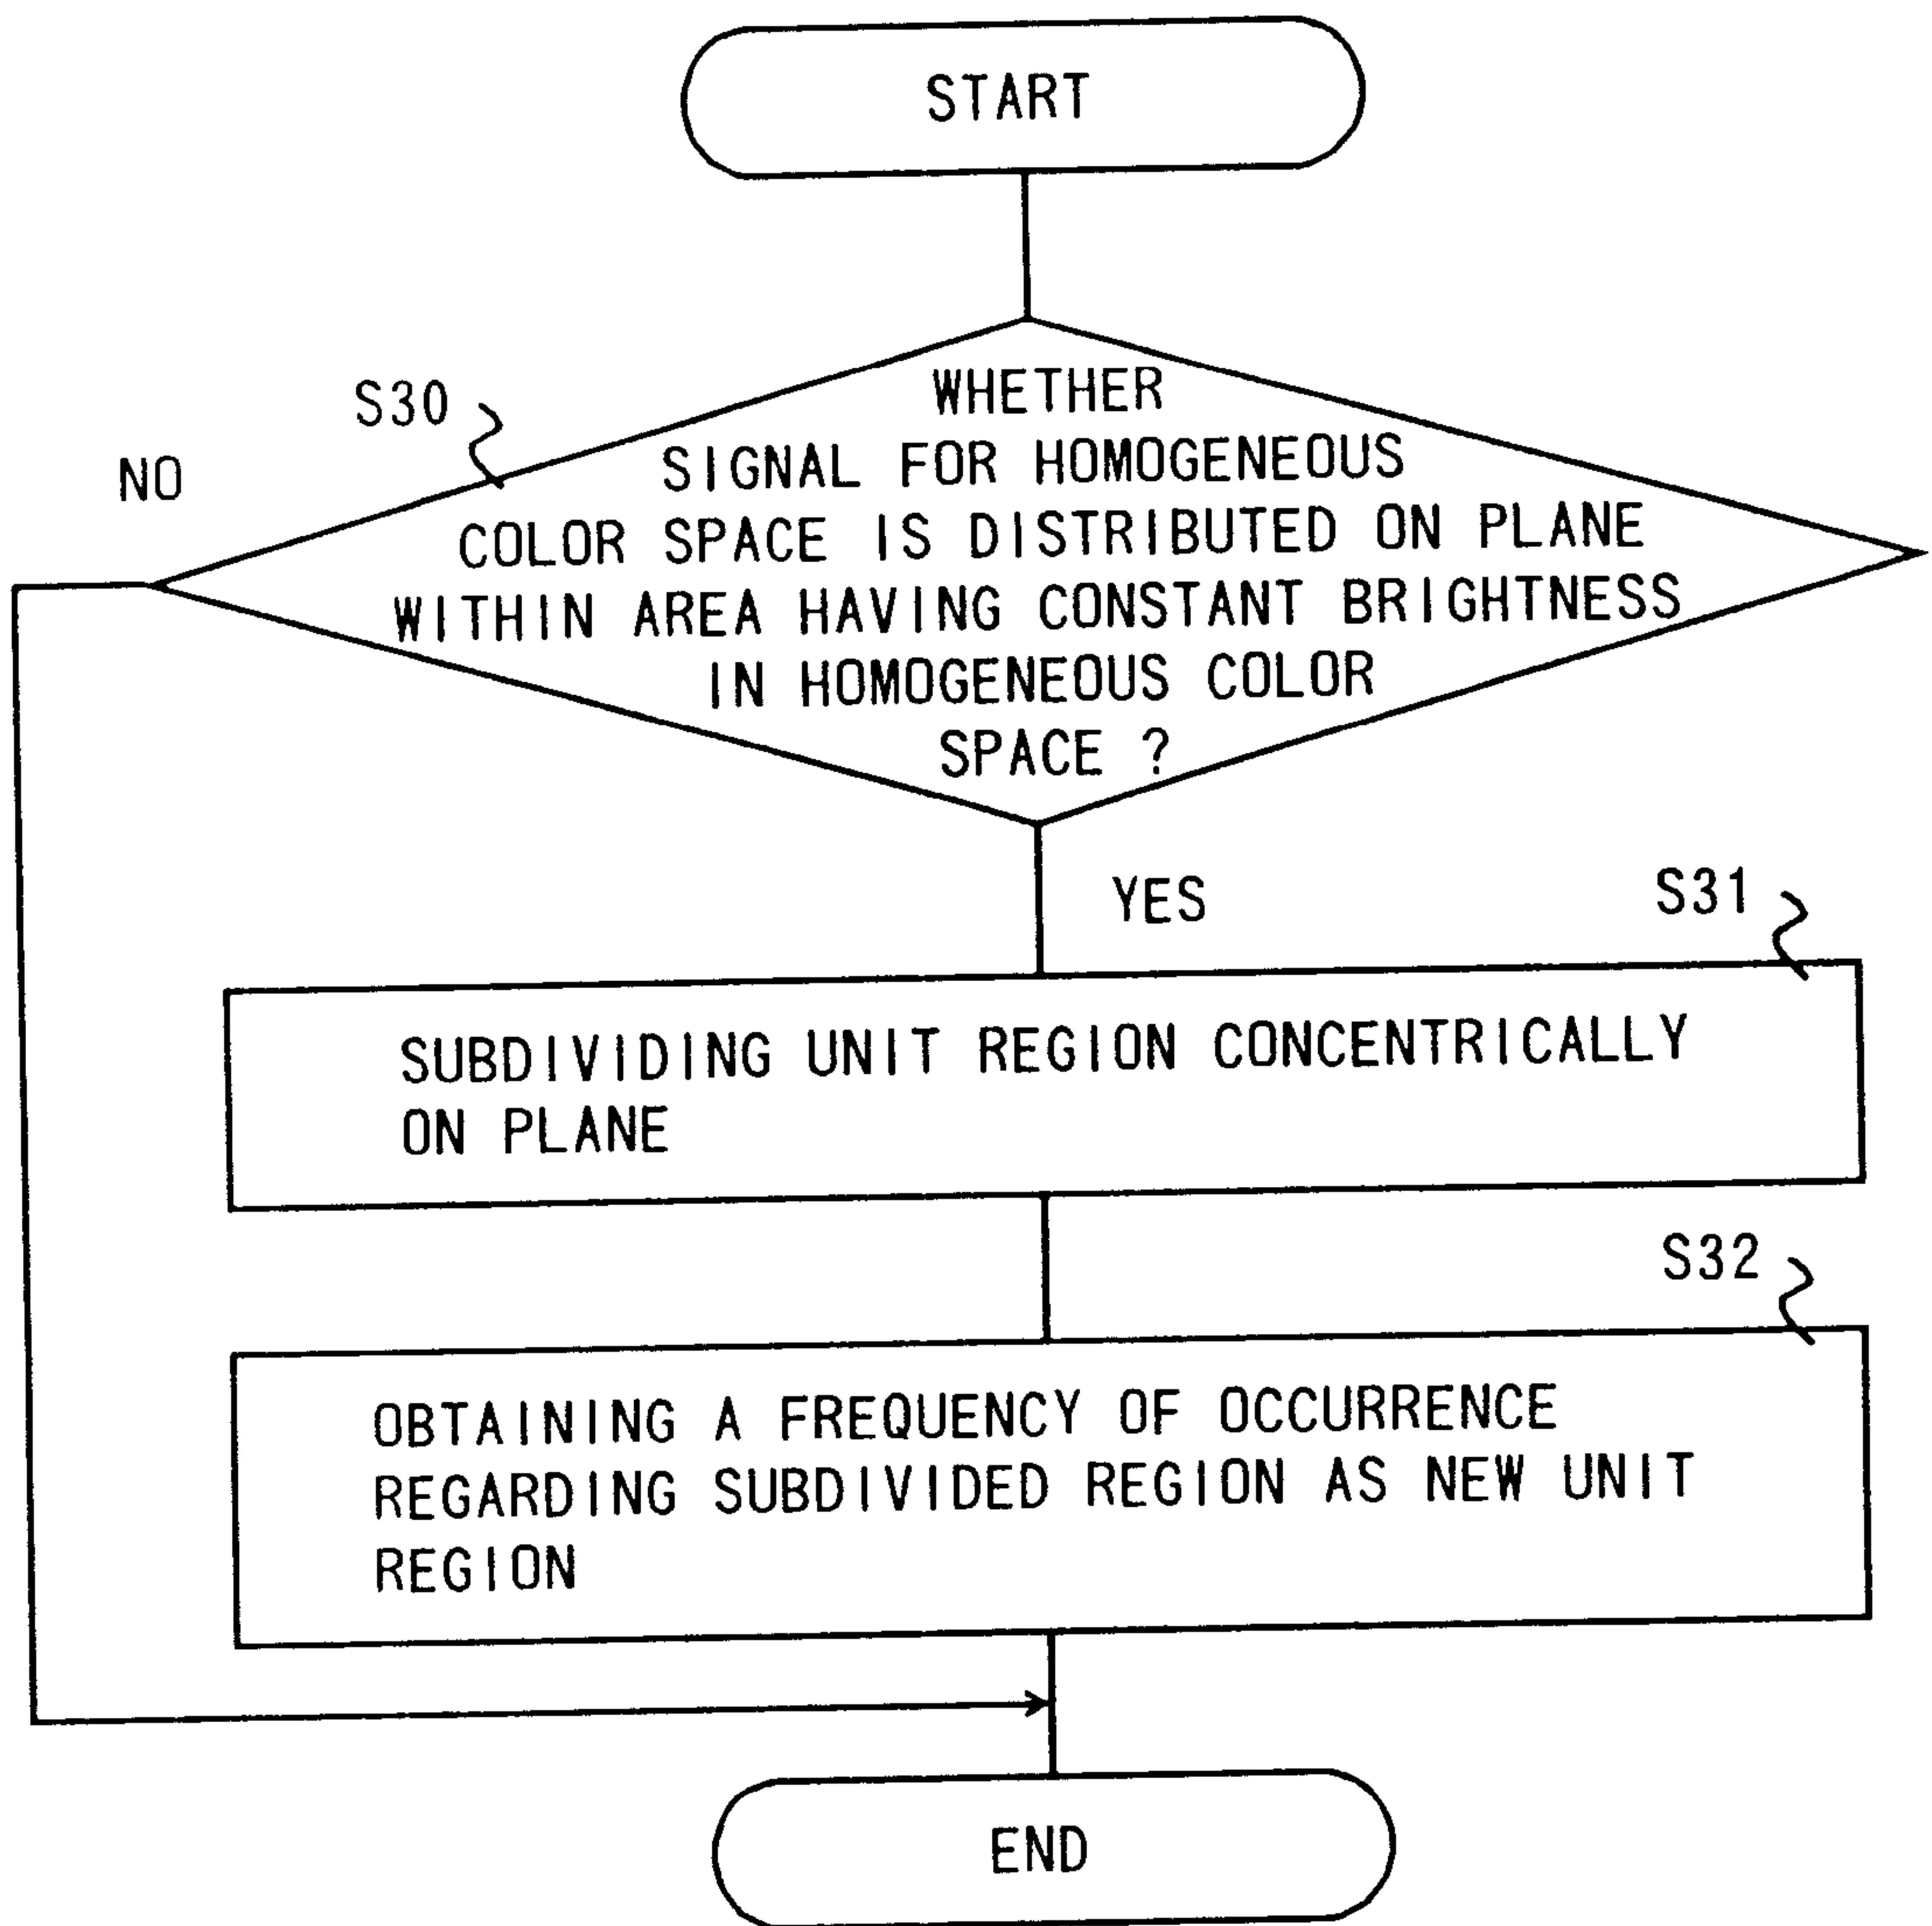 START
S30
NO
WHETHER
SIGNAL FOR HOMOGENEOUS
COLOR SPACE IS DISTRIBUTED ON PLANE
WITHIN AREA HAVING CONSTANT BRIGHTNESS
IN HOMOGENEOUS COLOR
SPACE ?
YES
S31
SUBDIVIDING UNIT REGION CONCENTRICALLY
ON PLANE
S32
OBTAINING A FREQUENCY OF OCCURRENCE
REGARDING SUBDIVIDED REGION AS NEW UNIT
REGION
END